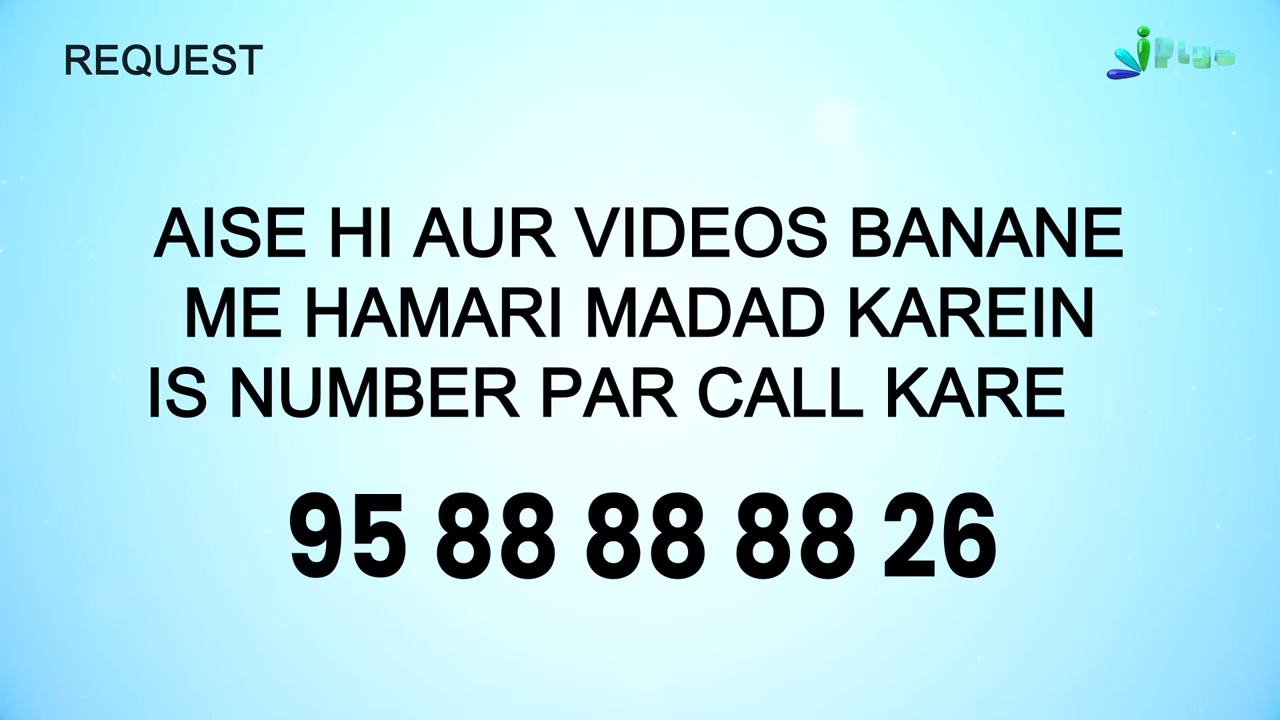 REQUEST
AISE HI AUR VIDEOS BANANE
ME HAMARI MADAD KAREIN
IS NUMBER PAR CALL KARE
95 88 88 88 26